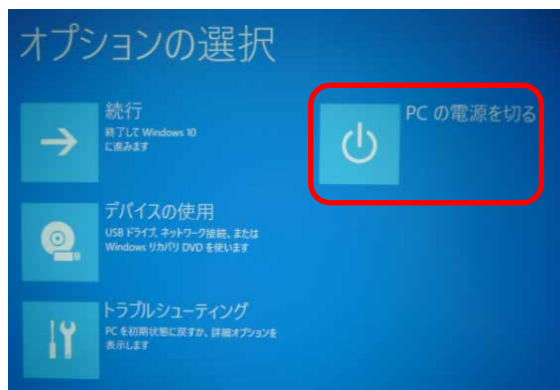 オプションの選択
続行
終了して Windows 10
に進みます
PC の電源を切る
デバイスの使用
USB ドライブ、ネットワーク接続、または
Windows リカバリ DVD を使います
トラブルシューティング
PC を初期状態に戻すか、詳細オプションを
表示します